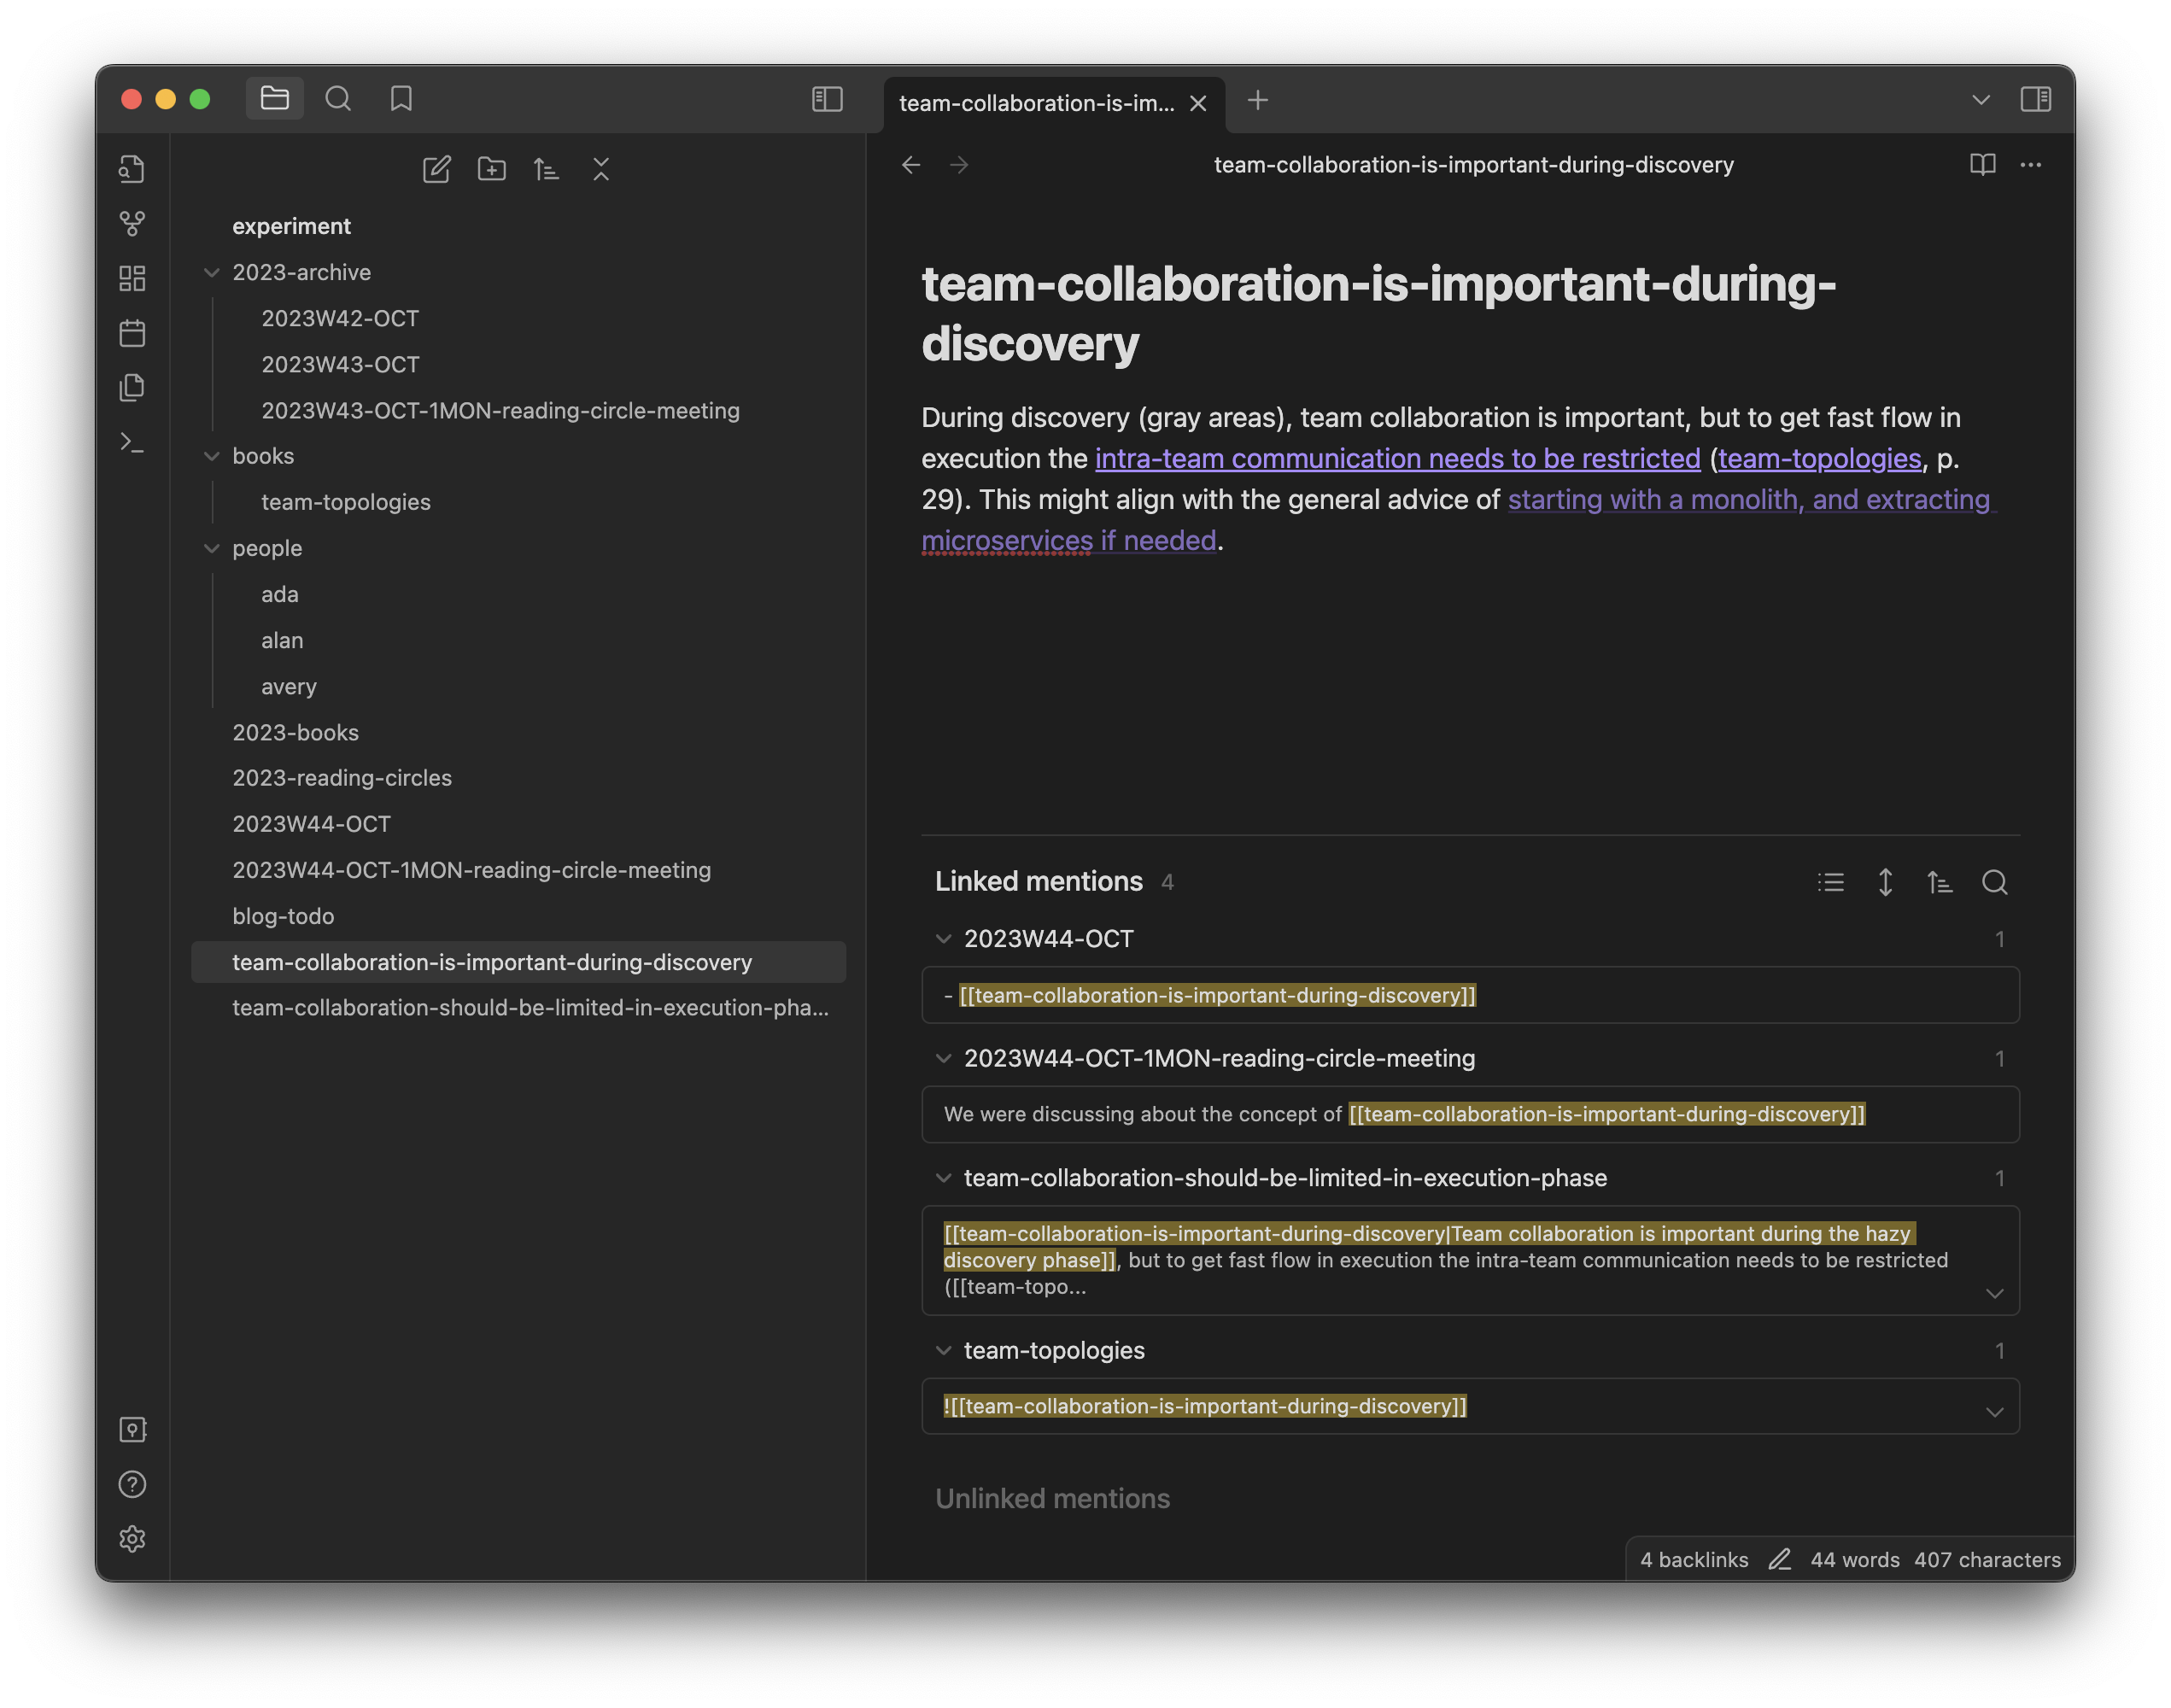 team-collaboration-is-im...
experiment
2023-archive
2023W42-OCT
2023W43-OCT
2023W43-OCT-1MON-reading-circle-meeting
books
team-topologies
people
ada
alan
avery
2023-books
2023-reading-circles
2023W44-OCT
2023W44-OCT-1MON-reading-circle-meeting
blog-todo
team-collaboration-is-important-during-discovery
team-collaboration-should-be-limited-in-execution-pha...
team-collaboration-is-important-during-discovery
team-collaboration-is-important-during-
discovery
During discovery (gray areas), team collaboration is important, but to get fast flow in
execution the intra-team communication needs to be restricted (team-topologies, p.
29). This might align with the general advice of starting with a monolith, and extracting
microservices if needed.
Linked mentions 4
2023W44-OCT 1
- [[team-collaboration-is-important-during-discovery]]
2023W44-OCT-1MON-reading-circle-meeting 1
We were discussing about the concept of [[team-collaboration-is-important-during-discovery]]
team-collaboration-should-be-limited-in-execution-phase 1
[[team-collaboration-is-important-during-discovery|Team collaboration is important during the hazy
discovery phase]], but to get fast flow in execution the intra-team communication needs to be restricted
([[team-topo...
team-topologies 1
![[team-collaboration-is-important-during-discovery]]
Unlinked mentions
4 backlinks 44 words 407 characters